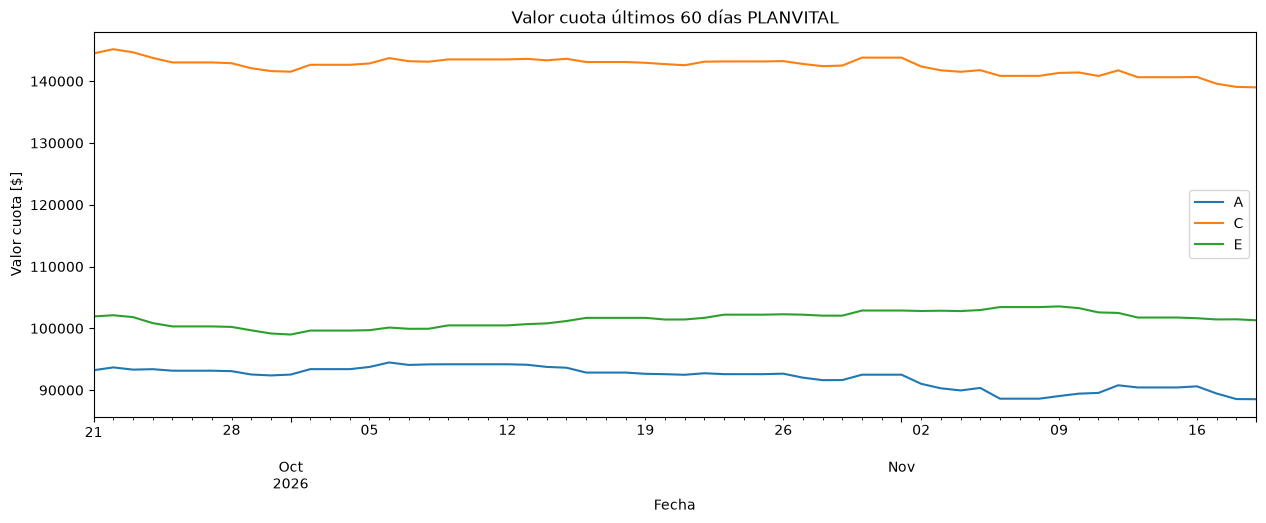 Valor cuota últimos 60 días PLANVITAL
Valor cuota [$]
140000
130000
120000
110000
100000
90000
A
C
E
21 28 05 12 19 26 02 09 16
Oct Nov
2026
Fecha